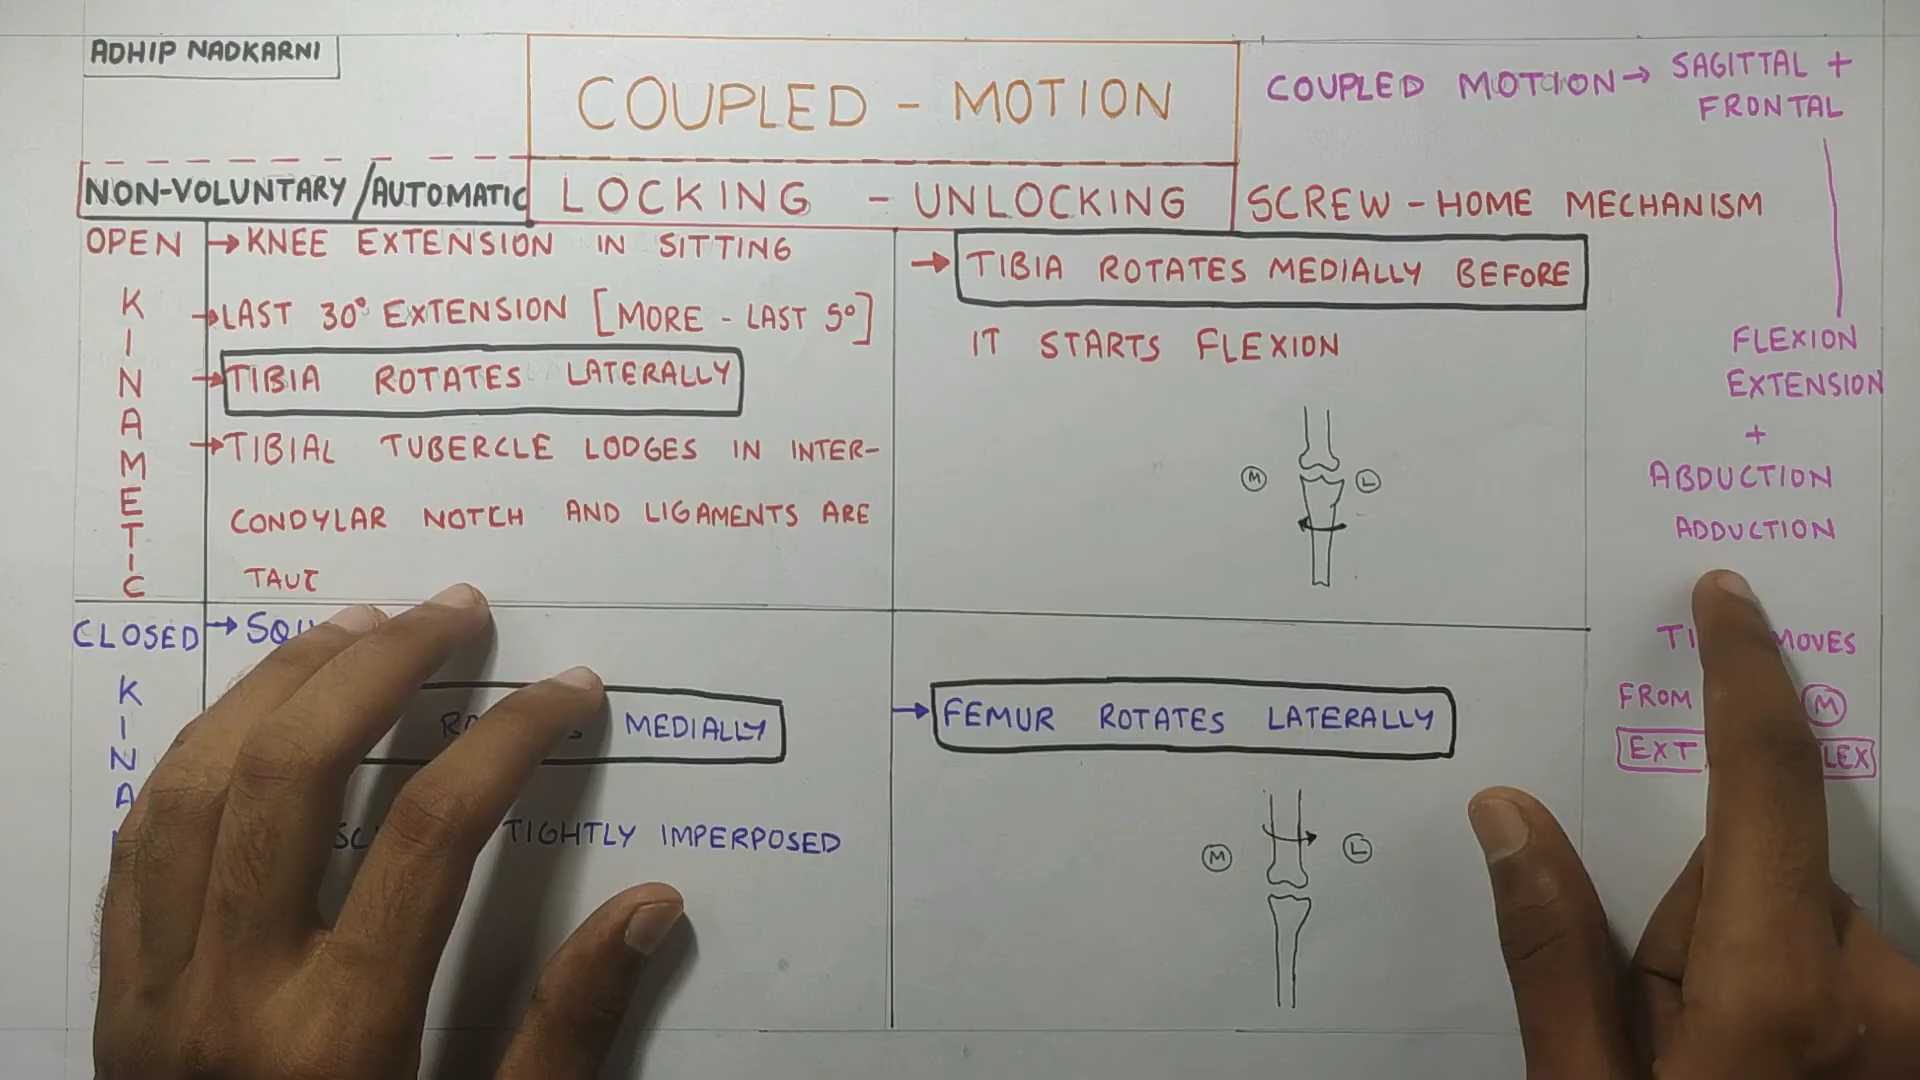 ADHIP NADKARNI
COUPLED - MOTION
COUPLED MOTION → SAGITTAL +
FRONTAL
NON-VOLUNTARY / AUTOMATIC
LOCKING - UNLOCKING
SCREW - HOME MECHANISM
OPEN
KINAMETIC
→ KNEE EXTENSION IN SITTING
→ LAST 30° EXTENSION [MORE - LAST 5°]
→ TIBIA ROTATES LATERALLY
→ TIBIAL TUBERCLE LODGES IN INTER-
CONDYLAR NOTCH AND LIGAMENTS ARE
TAUT
→ TIBIA ROTATES MEDIALLY BEFORE
IT STARTS FLEXION
M
L
FLEXION
EXTENSION
+
ABDUCTION
ADDUCTION
CLOSED
KINA
→
MEDIALLY
TIGHTLY IMPERPOSED
→ FEMUR ROTATES LATERALLY
M
L
MOVES
FROM M
EXT